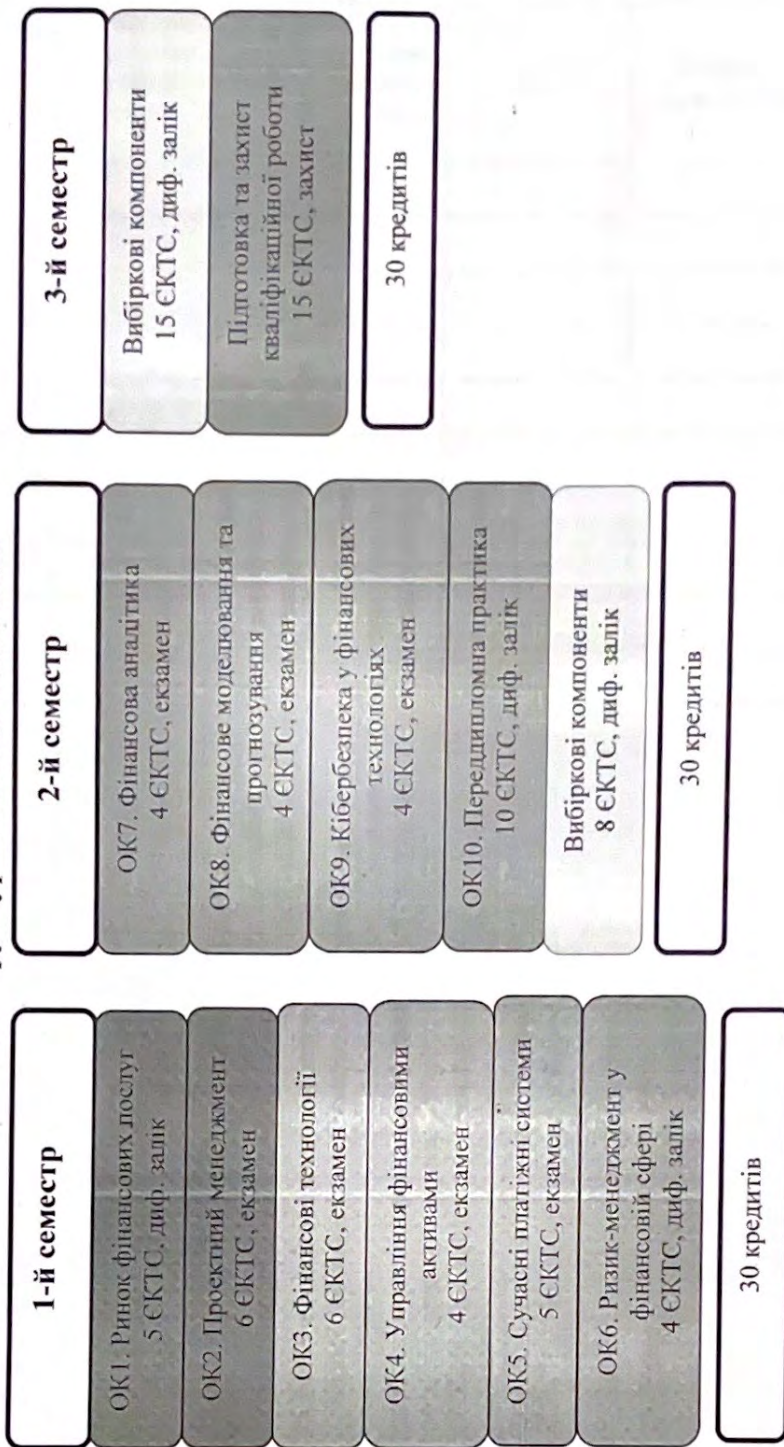 1-й семестр
ОК1. Ринок фінансових послуг
5 ЄКТС, диф. залік
ОК2. Проектний менеджмент
6 ЄКТС, екзамен
ОК3. Фінансові технології
6 ЄКТС, екзамен
ОК4. Управління фінансовими
активами
4 ЄКТС, екзамен
ОК5. Сучасні платіжні системи
5 ЄКТС, екзамен
ОК6. Ризик-менеджмент у
фінансовій сфері
4 ЄКТС, диф. залік
30 кредитів
2-й семестр
ОК7. Фінансова аналітика
4 ЄКТС, екзамен
ОК8. Фінансове моделювання та
прогнозування
4 ЄКТС, екзамен
ОК9. Кібербезпека у фінансових
технологіях
4 ЄКТС, екзамен
ОК10. Переддипломна практика
10 ЄКТС, диф. залік
Вибіркові компоненти
8 ЄКТС, диф. залік
30 кредитів
3-й семестр
Вибіркові компоненти
15 ЄКТС, диф. залік
Підготовка та захист
кваліфікаційної роботи
15 ЄКТС, захист
30 кредитів